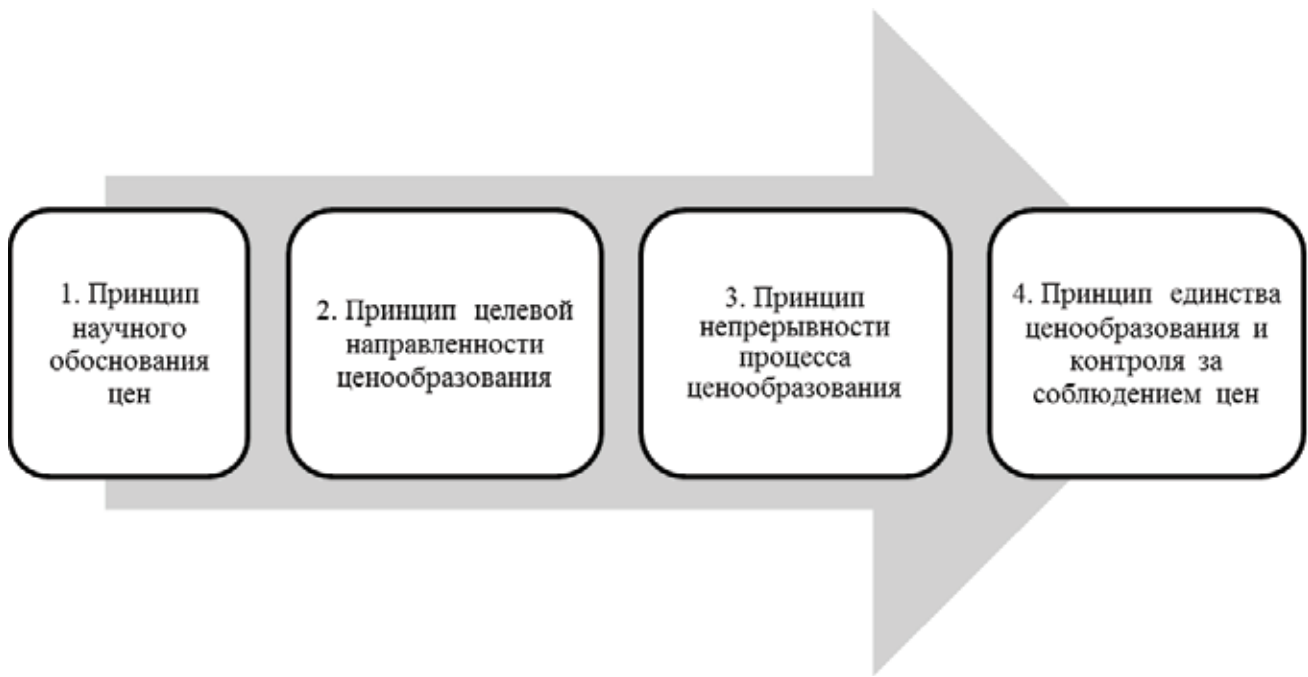 1. Принцип
научного
обоснования
цен
2. Принцип целевой
направленности
ценообразования
3. Принцип
непрерывности
процесса
ценообразования
4. Принцип единства
ценообразования и
контроля за
соблюдением цен